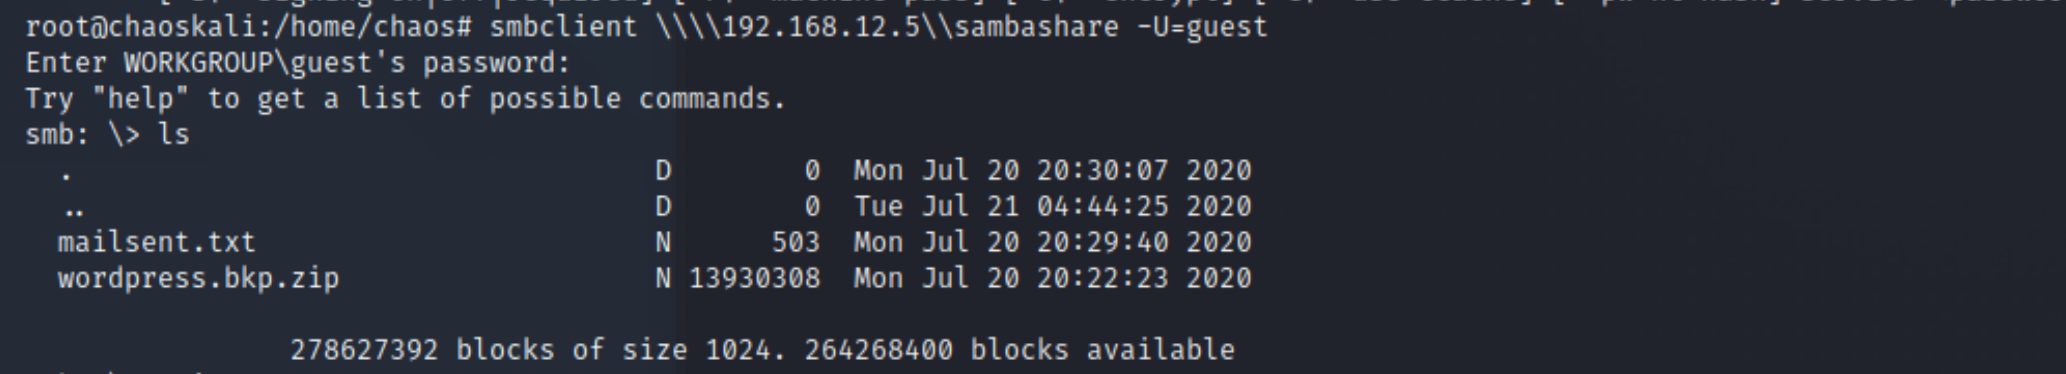 root@chaoskali:/home/chaos# smbclient \\\\192.168.12.5\\sambashare -U=guest
Enter WORKGROUP\guest's password:
Try "help" to get a list of possible commands.
smb: \> ls
. D 0 Mon Jul 20 20:30:07 2020
.. D 0 Tue Jul 21 04:44:25 2020
mailsent.txt N 503 Mon Jul 20 20:29:40 2020
wordpress.bkp.zip N 13930308 Mon Jul 20 20:22:23 2020
278627392 blocks of size 1024. 264268400 blocks available